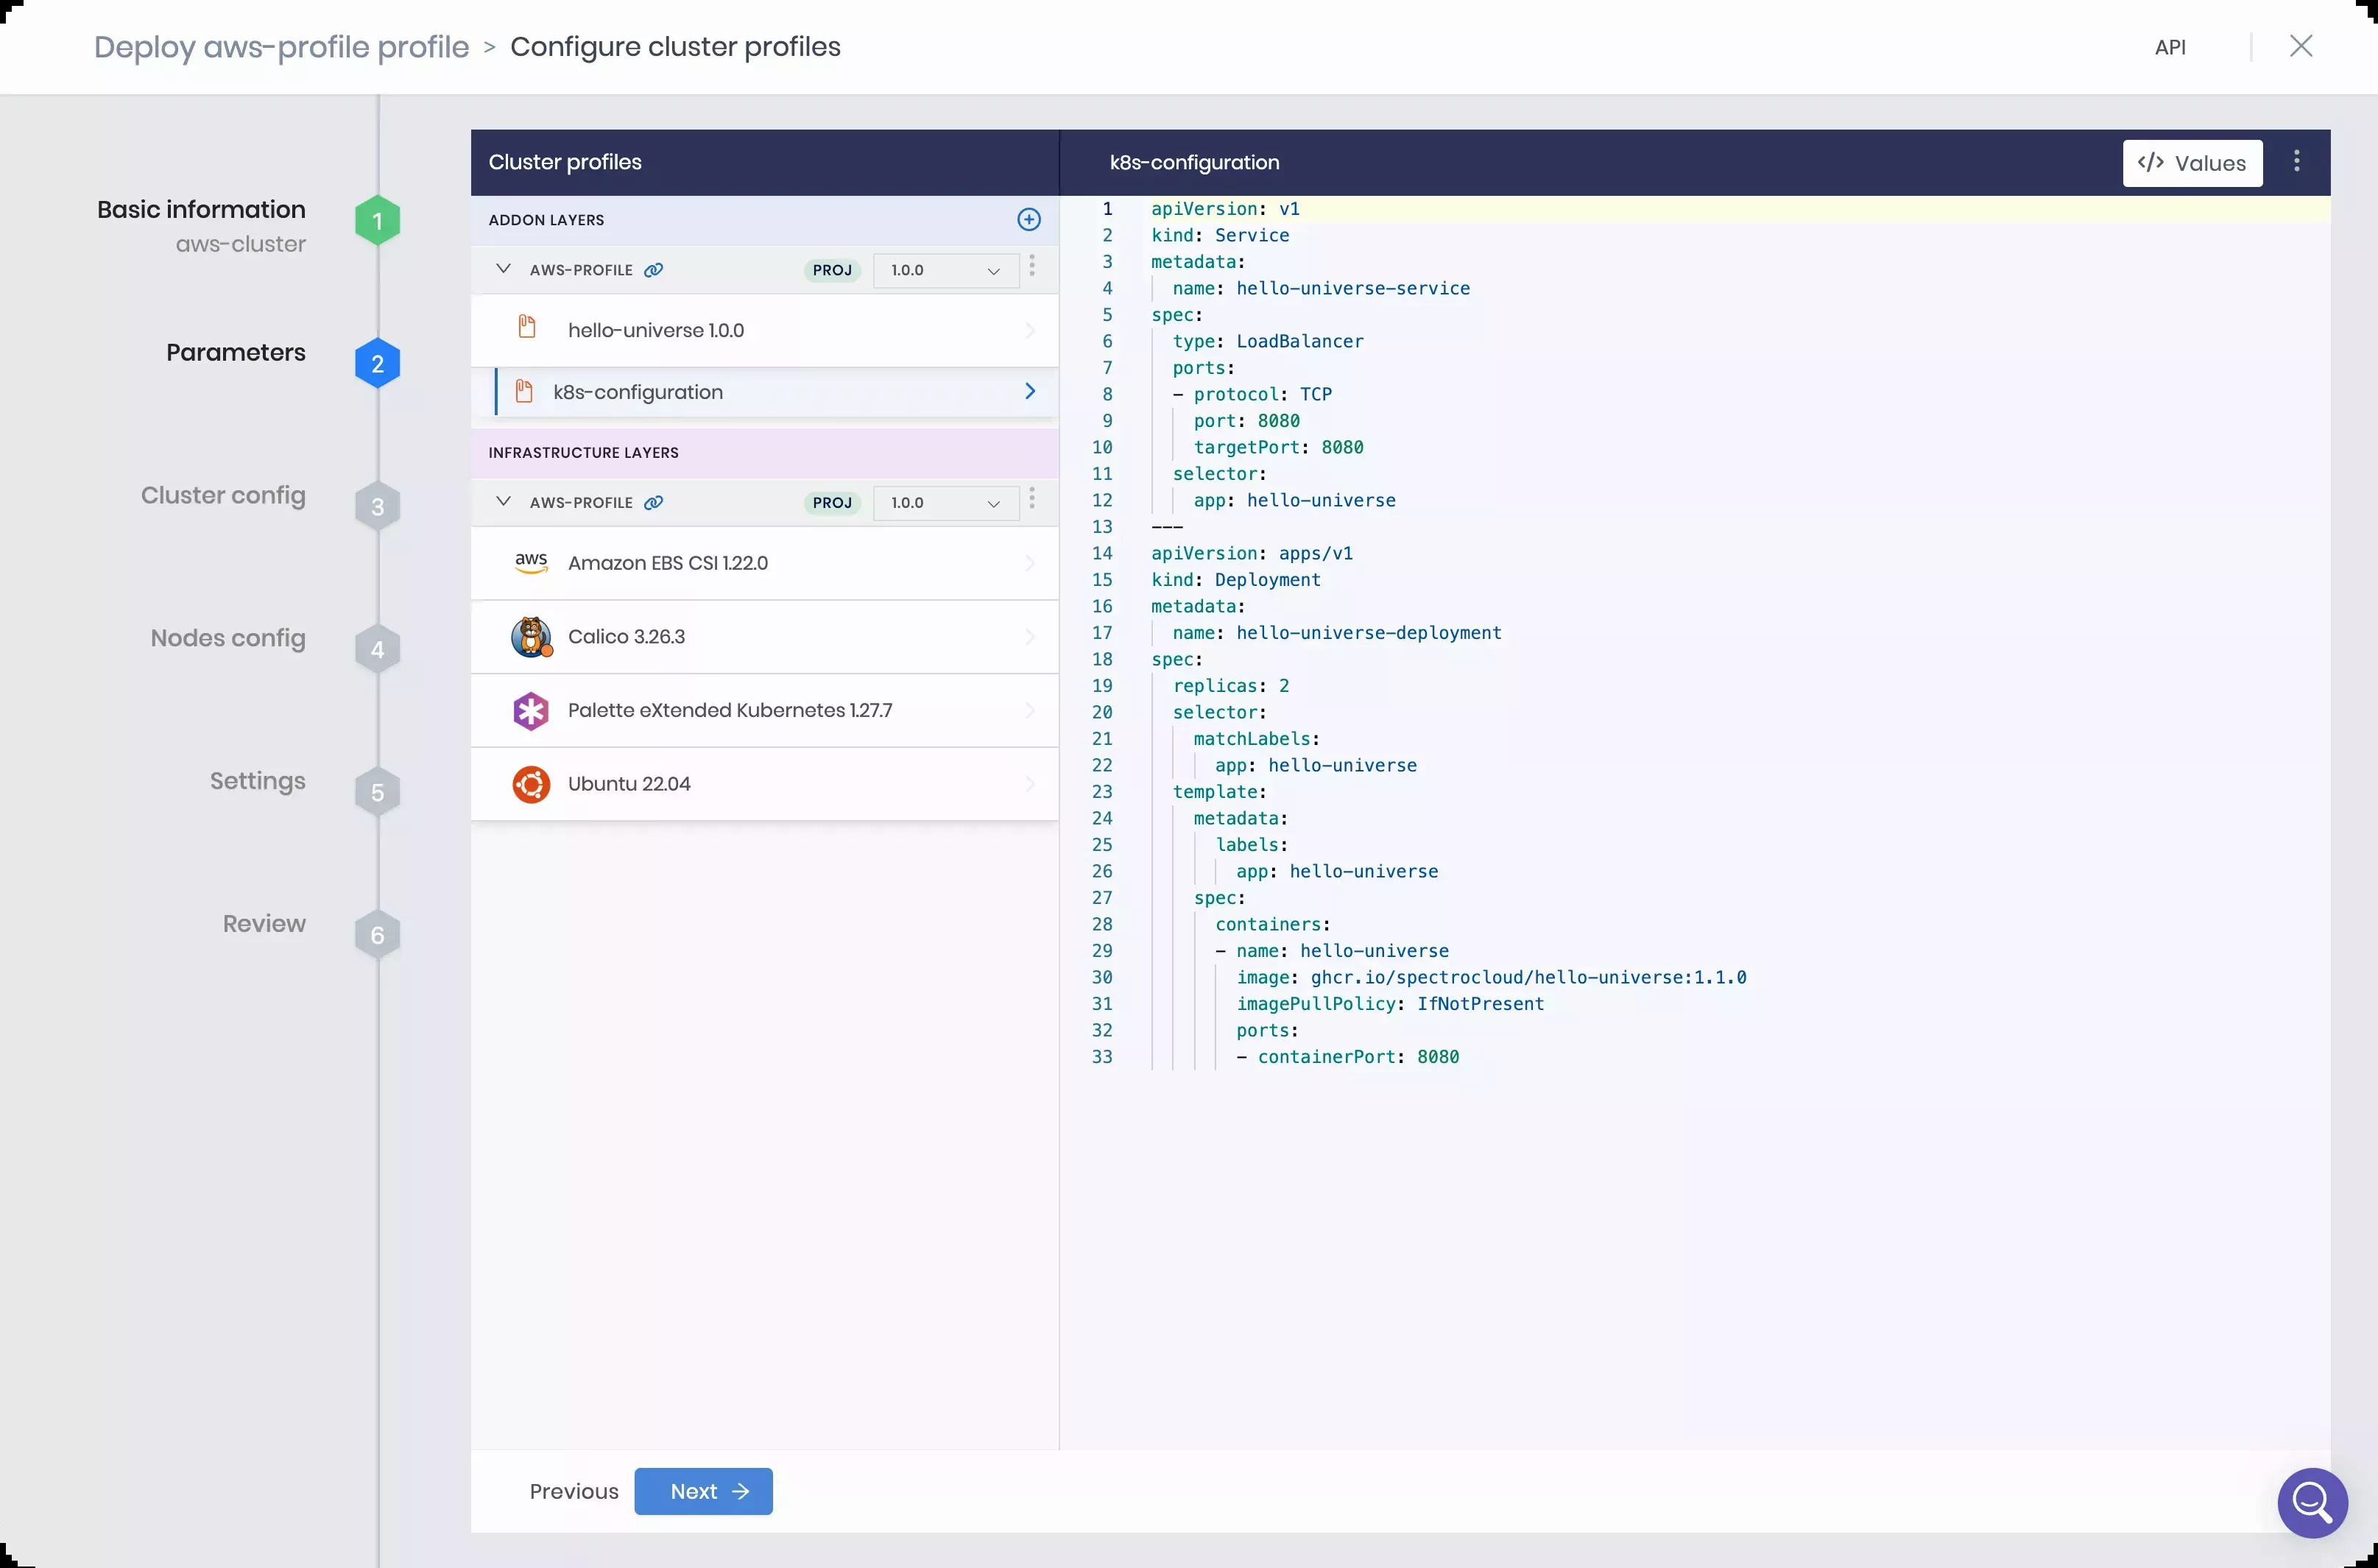 Deploy aws-profile profile > Configure cluster profiles
API
Basic information
aws-cluster
1
Parameters
2
Cluster config
3
Nodes config
4
Settings
5
Review
6
Cluster profiles
ADDON LAYERS
AWS-PROFILE PROJ 1.0.0
hello-universe 1.0.0
k8s-configuration
INFRASTRUCTURE LAYERS
AWS-PROFILE PROJ 1.0.0
aws Amazon EBS CSI 1.22.0
Calico 3.26.3
Palette eXtended Kubernetes 1.27.7
Ubuntu 22.04
k8s-configuration
</> Values
1 apiVersion: v1
2 kind: Service
3 metadata:
4   name: hello-universe-service
5 spec:
6   type: LoadBalancer
7   ports:
8   - protocol: TCP
9     port: 8080
10     targetPort: 8080
11   selector:
12     app: hello-universe
13 ---
14 apiVersion: apps/v1
15 kind: Deployment
16 metadata:
17   name: hello-universe-deployment
18 spec:
19   replicas: 2
20   selector:
21     matchLabels:
22       app: hello-universe
23   template:
24     metadata:
25       labels:
26         app: hello-universe
27     spec:
28       containers:
29       - name: hello-universe
30         image: ghcr.io/spectrocloud/hello-universe:1.1.0
31         imagePullPolicy: IfNotPresent
32         ports:
33         - containerPort: 8080
Previous
Next